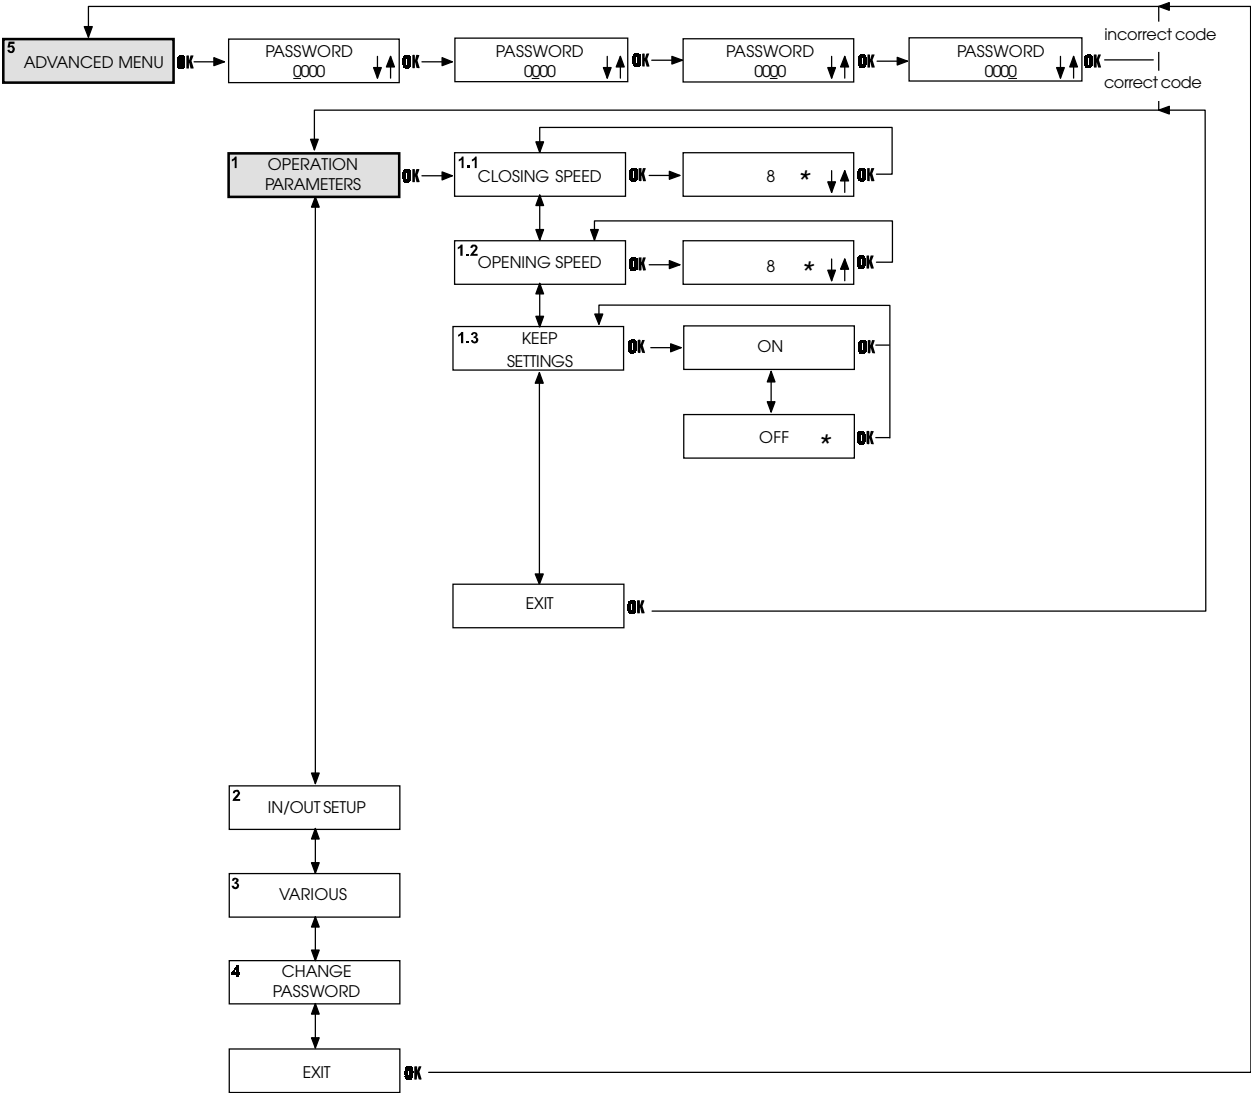 incorrect code
5
ADVANCED MENU OK
PASSWORD
0000
OK
PASSWORD
0000
OK
PASSWORD
0000
OK
PASSWORD
0000
OK
correct code
1
OPERATION
PARAMETERS
OK
1.1
CLOSING SPEED
OK
8 *
OK
1.2
OPENING SPEED
OK
8 *
OK
1.3
KEEP
SETTINGS
OK
ON
OK
OFF *
OK
EXIT
OK
2
IN/OUT SETUP
3
VARIOUS
4
CHANGE
PASSWORD
EXIT
OK